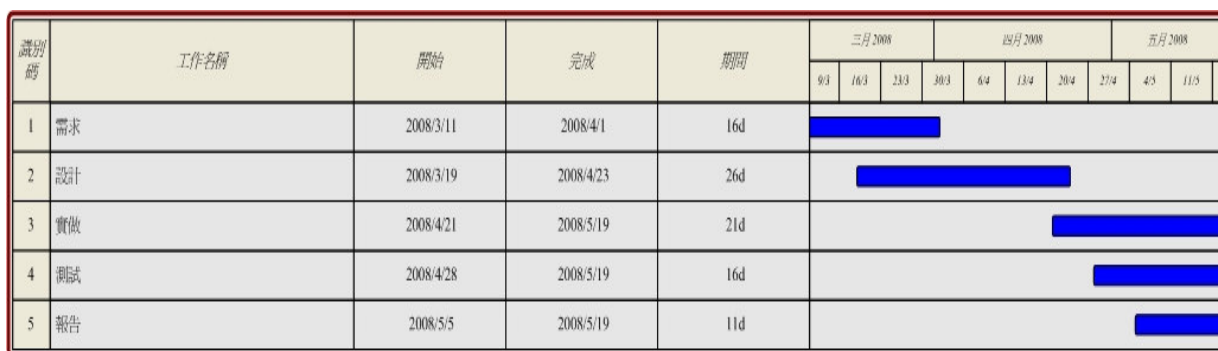 識別碼 工作名稱 開始 完成 期間 三月 2008 四月 2008 五月 2008
9/3 16/3 23/3 30/3 6/4 13/4 20/4 27/4 4/5 11/5
1 需求 2008/3/11 2008/4/1 16d
2 設計 2008/3/19 2008/4/23 26d
3 實做 2008/4/21 2008/5/19 21d
4 測試 2008/4/28 2008/5/19 16d
5 報告 2008/5/5 2008/5/19 11d